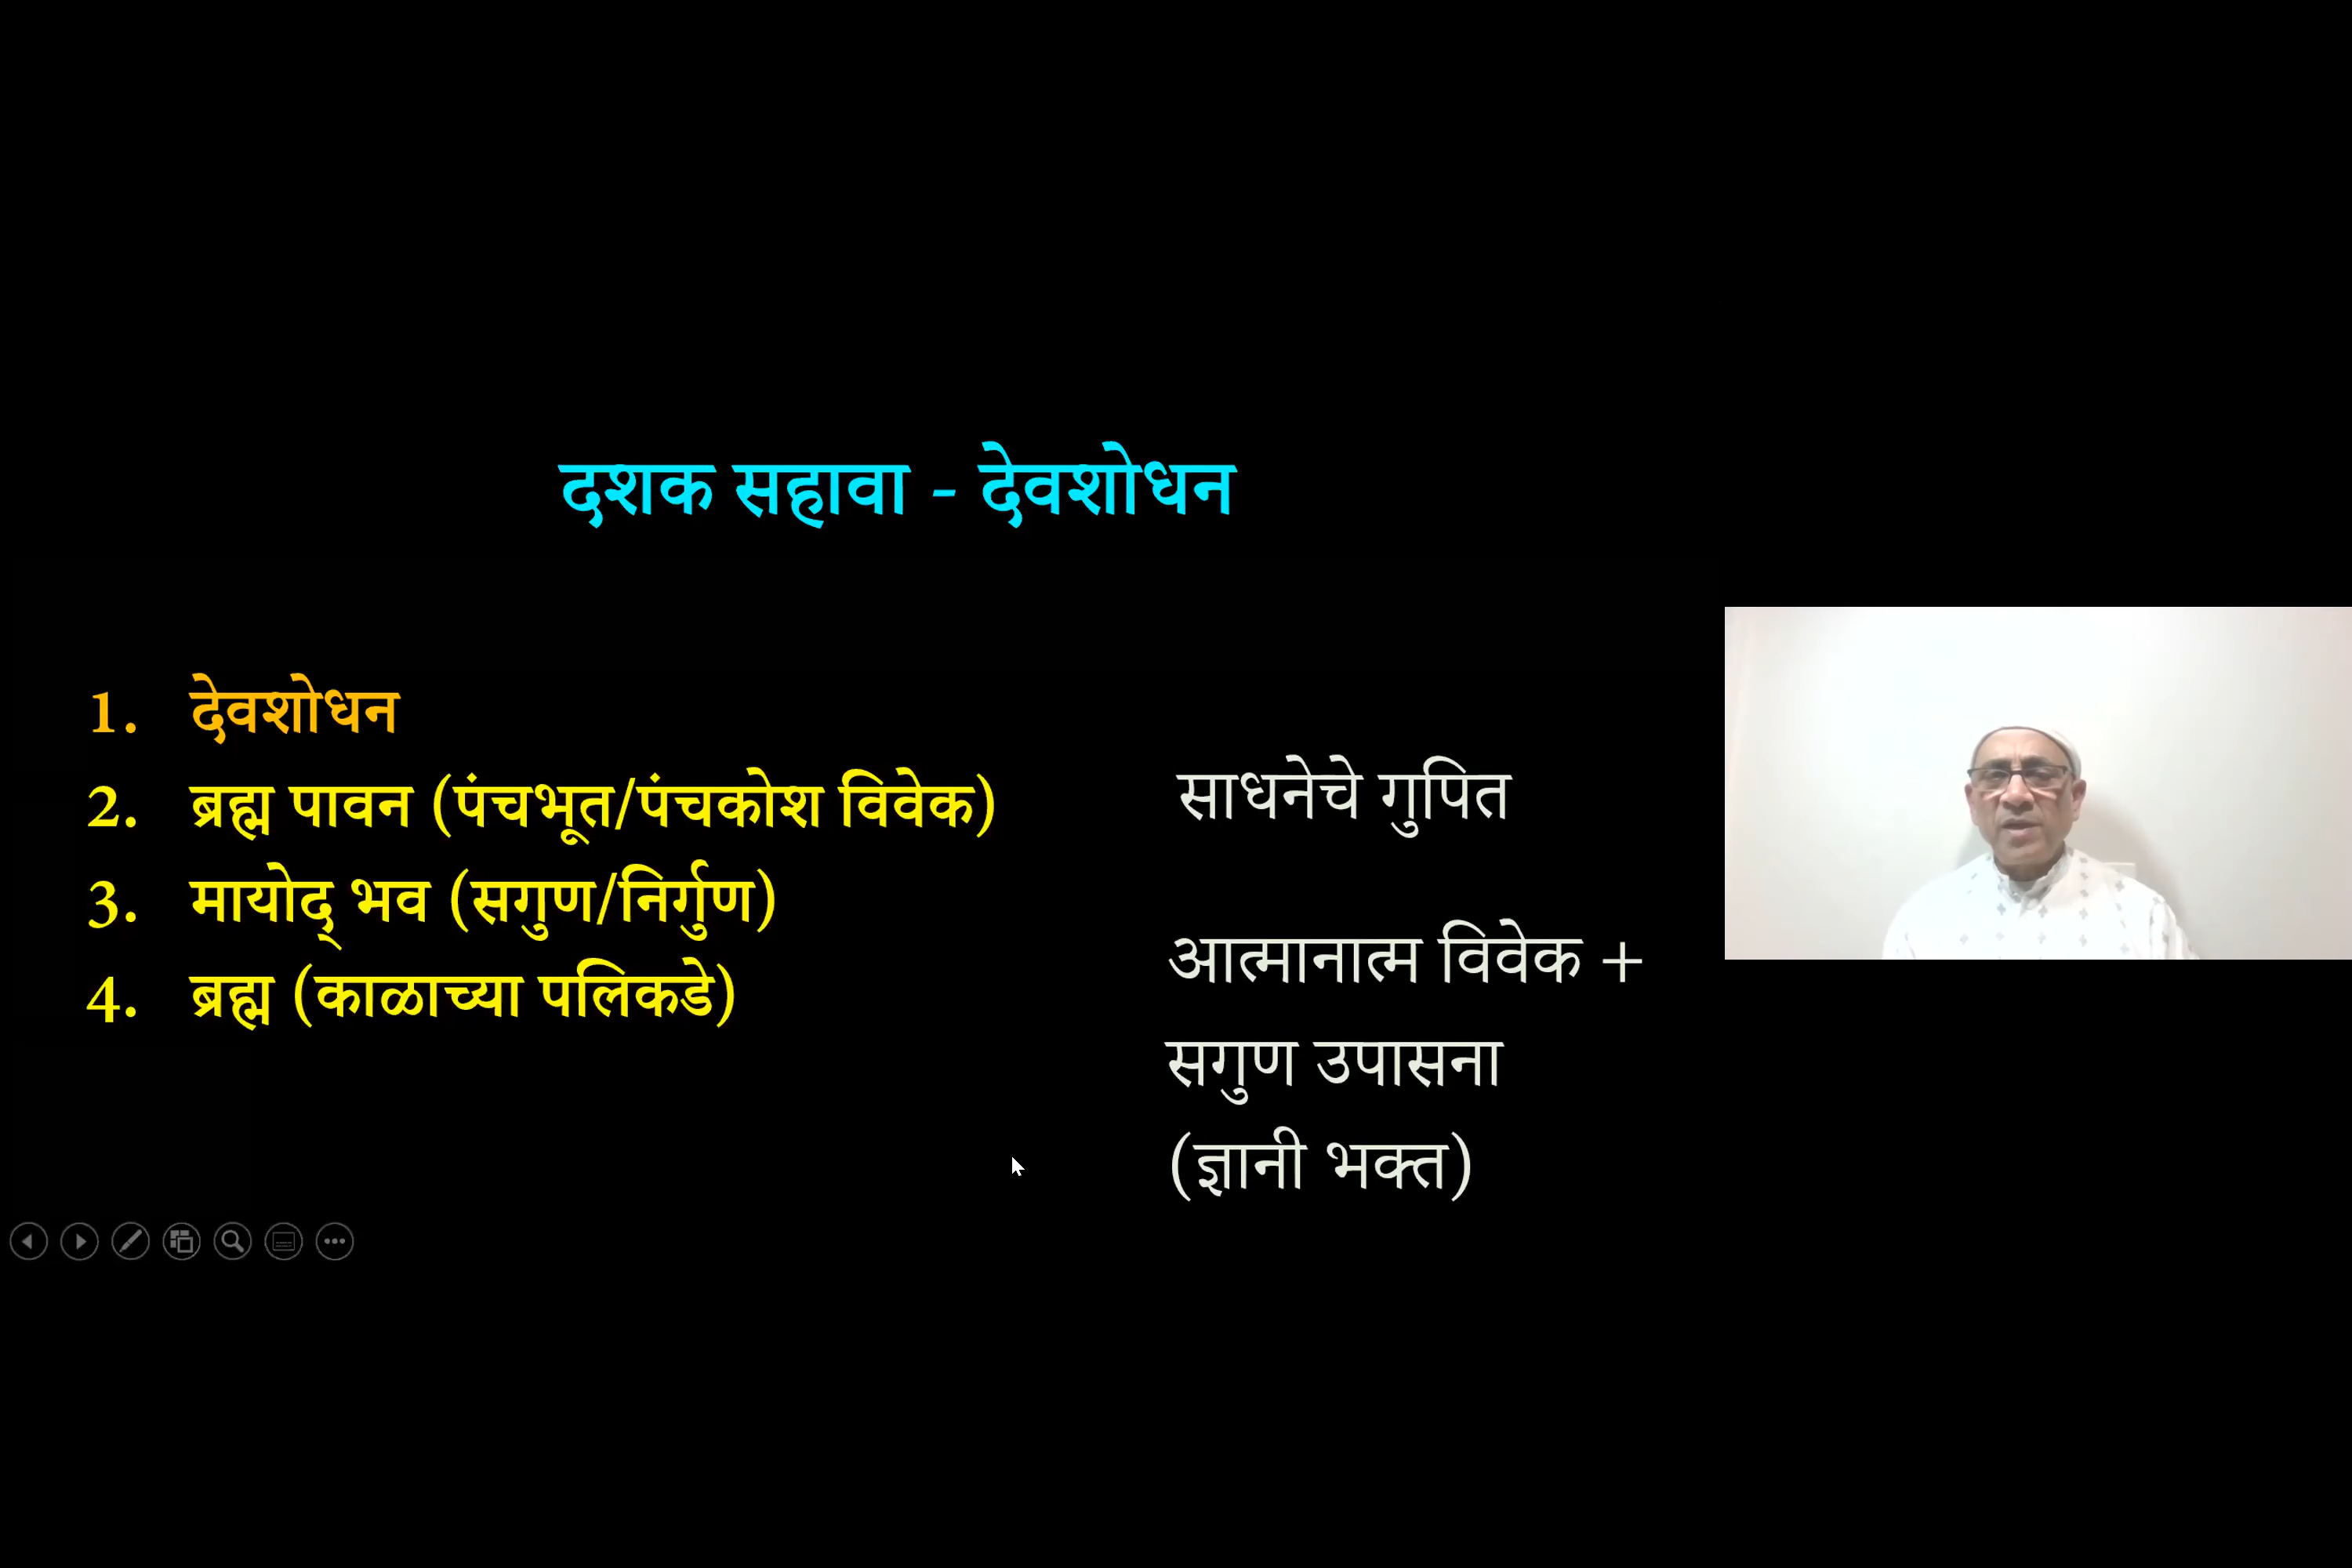 दशक सहावा - देवशोधन
1. देवशोधन
2. ब्रह्म पावन (पंचभूत/पंचकोश विवेक)
3. मायोद् भव (सगुण/निर्गुण)
4. ब्रह्म (काळाच्या पलिकडे)
साधनेचे गुपित
आत्मानात्म विवेक +
सगुण उपासना
(ज्ञानी भक्त)